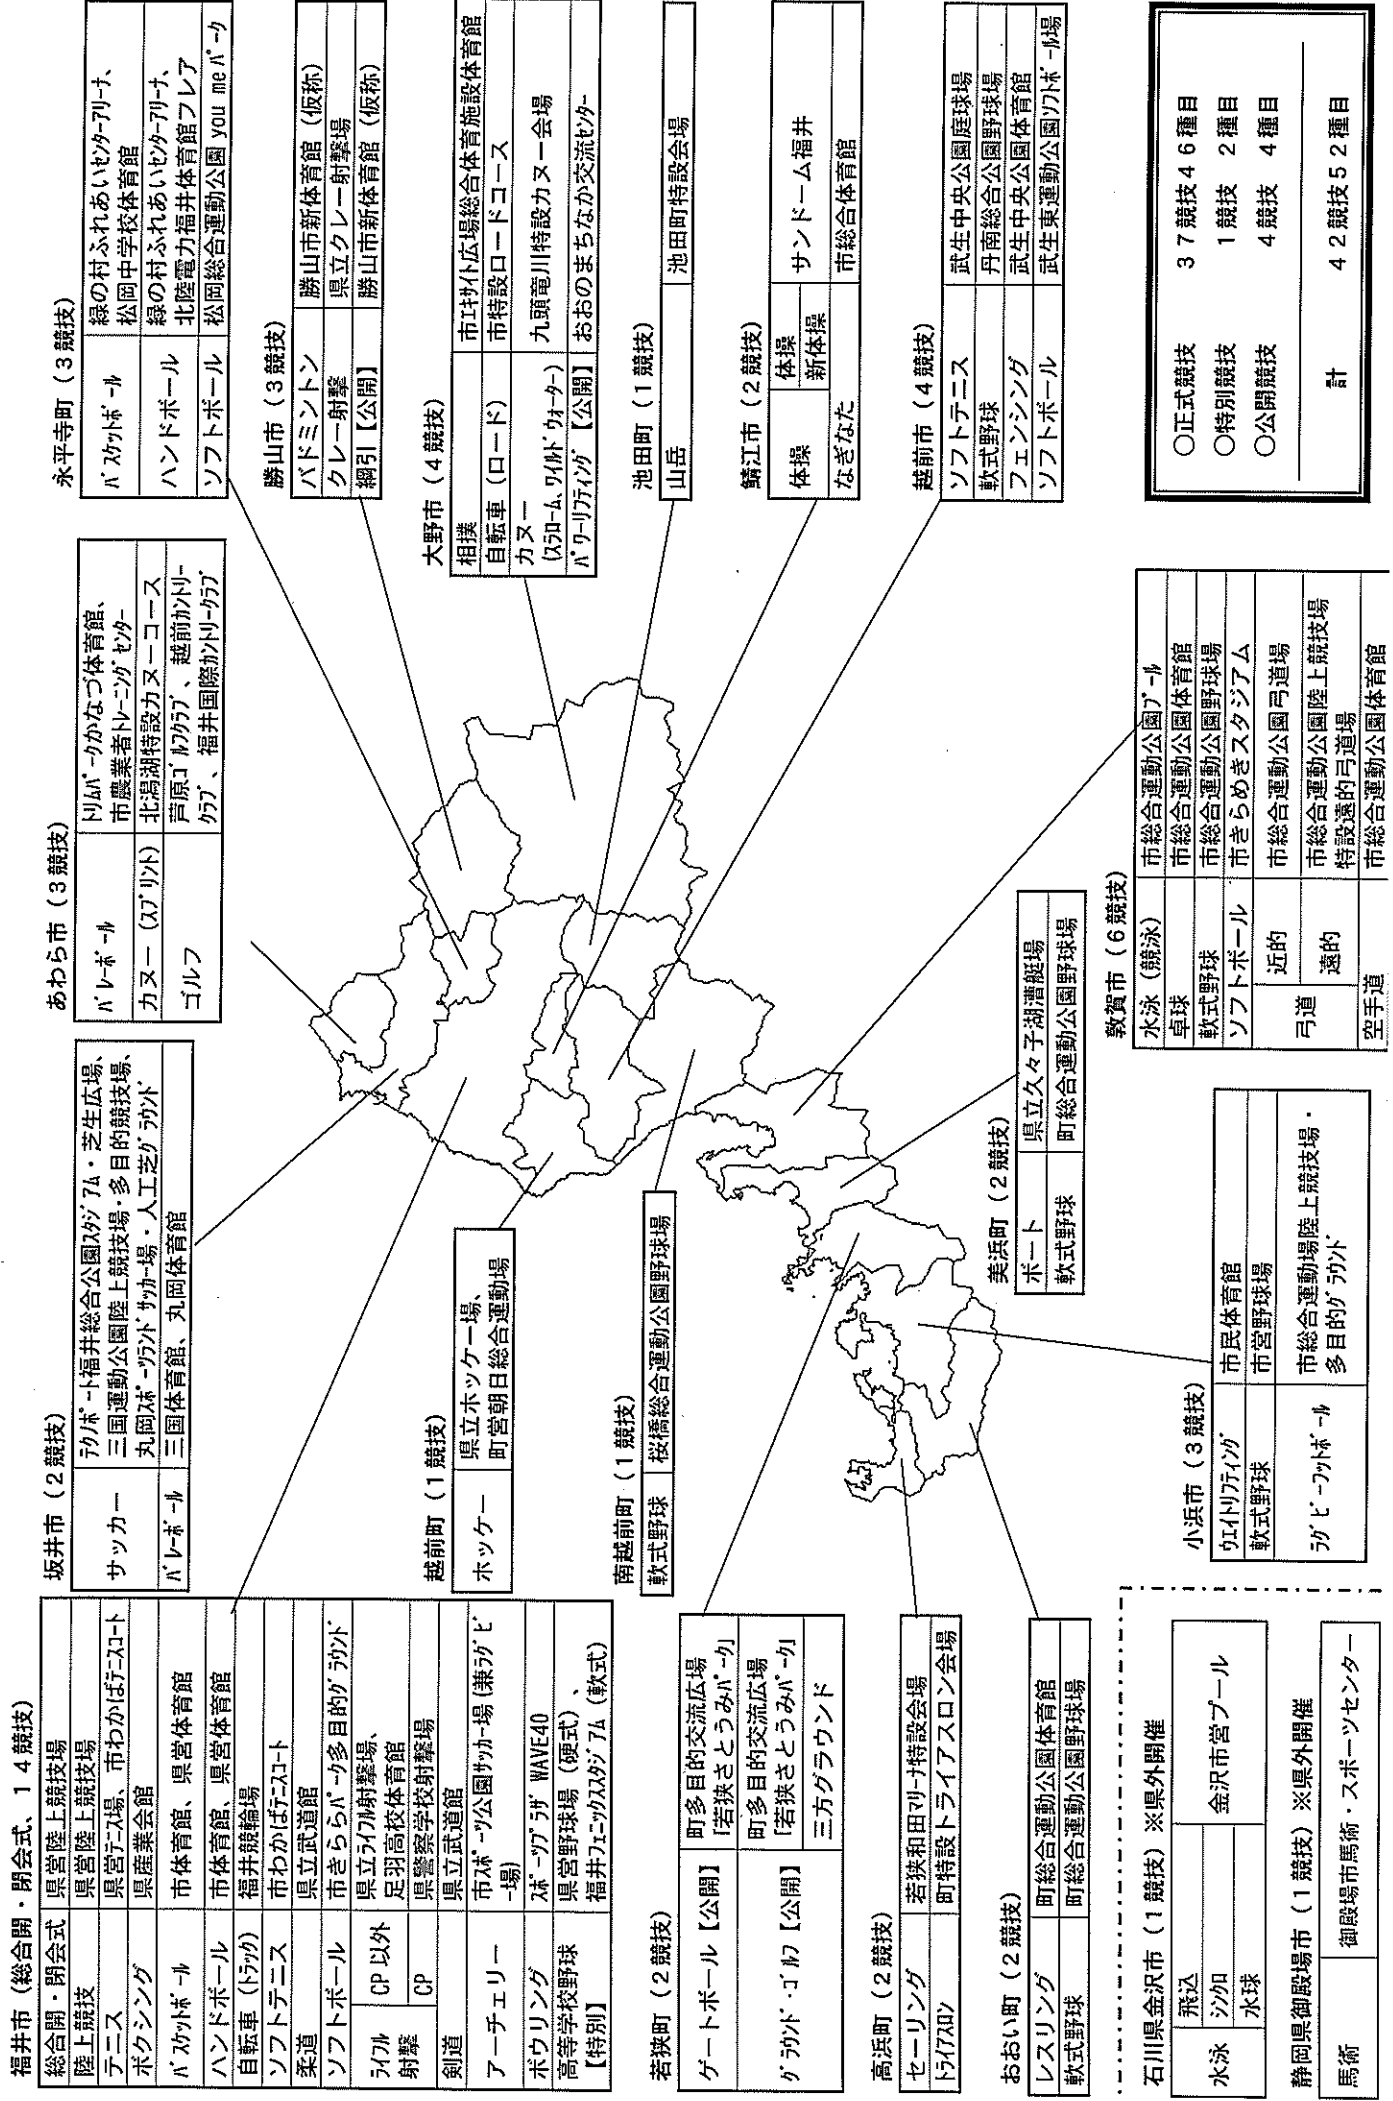 福井市（総合開・閉会式、１４競技）
総合開・閉会式 県営陸上競技場
陸上競技 県営陸上競技場
テニス 県営テニス場、市わかばテニスコート
ボクシング 県産業会館
バスケットボール 市体育館、県営体育館
ハンドボール 市体育館、県営体育館
自転車（トラック） 福井競輪場
ソフトテニス 市わかばテニスコート
柔道 県立武道館
ソフトボール 市きららパーク多目的グラウンド
ライフル射撃 CP 以外 県立ライフル射撃場、
足羽高校体育館
CP 県警察学校射撃場
剣道 県立武道館
アーチェリー 市スポーツ公園サッカー場（兼ラグビ
ー場）
ボウリング スポーツプラザ WAVE40
高等学校野球 県営野球場（硬式）、
【特別】 福井フェニックススタジアム（軟式）
坂井市（２競技）
サッカー テクノポート福井総合公園スタジアム・芝生広場、
三国運動公園陸上競技場・多目的競技場、
丸岡スポーツランドサッカー場・人工芝グラウンド
バレーボール 三国体育館、丸岡体育館
あわら市（３競技）
バレーボール トリムパークかなづ体育館、
市農業者トレーニングセンター
カヌー（スプリント） 北潟湖特設カヌーコース
ゴルフ 芦原ゴルフクラブ、越前カントリー
クラブ、福井国際カントリークラブ
永平寺町（３競技）
バスケットボール 緑の村ふれあいセンターアリーナ、
松岡中学校体育館
ハンドボール 緑の村ふれあいセンターアリーナ、
北陸電力福井体育館フレア
ソフトボール 松岡総合運動公園 you me パーク
勝山市（３競技）
バドミントン 勝山市新体育館（仮称）
クレー射撃 県立クレー射撃場
綱引【公開】 勝山市新体育館（仮称）
大野市（４競技）
相撲 市エキサイト広場総合体育施設体育館
自転車（ロード） 市特設ロードコース
カヌー
（スラローム、ワイルドウォーター） 九頭竜川特設カヌー会場
パワーリフティング【公開】 おおのまちなか交流センター
池田町（１競技）
山岳 池田町特設会場
鯖江市（２競技）
体操 体操 サンドーム福井
新体操
なぎなた 市総合体育館
越前市（４競技）
ソフトテニス 武生中央公園庭球場
軟式野球 丹南総合公園野球場
フェンシング 武生中央公園体育館
ソフトボール 武生東運動公園ソフトボール場
越前町（１競技）
ホッケー 県立ホッケー場、
町営朝日総合運動場
南越前町（１競技）
軟式野球 桜橋総合運動公園野球場
若狭町（２競技）
ゲートボール【公開】 町多目的交流広場
「若狭さとうみパーク」
グラウンド・ゴルフ【公開】 町多目的交流広場
「若狭さとうみパーク」
三方グラウンド
高浜町（２競技）
セーリング 若狭和田マリーナ特設会場
トライアスロン 町特設トライアスロン会場
おおい町（２競技）
レスリング 町総合運動公園体育館
軟式野球 町総合運動公園野球場
美浜町（２競技）
ボート 県立久々子湖漕艇場
軟式野球 町総合運動公園野球場
敦賀市（６競技）
水泳（競泳） 市総合運動公園プール
卓球 市総合運動公園体育館
軟式野球 市総合運動公園野球場
ソフトボール 市きらめきスタジアム
弓道 近的 市総合運動公園弓道場
遠的 市総合運動公園陸上競技場
特設遠的弓道場
空手道 市総合運動公園体育館
小浜市（３競技）
ウエイトリフティング 市民体育館
軟式野球 市営野球場
ラグビーフットボール 市総合運動場陸上競技場・
多目的グラウンド
石川県金沢市（１競技）※県外開催
水泳 飛込 金沢市営プール
シンクロ
水球
静岡県御殿場市（１競技）※県外開催
馬術 御殿場市馬術・スポーツセンター
○正式競技 ３７競技４６種目
○特別競技 １競技 ２種目
○公開競技 ４競技 ４種目
計 ４２競技５２種目